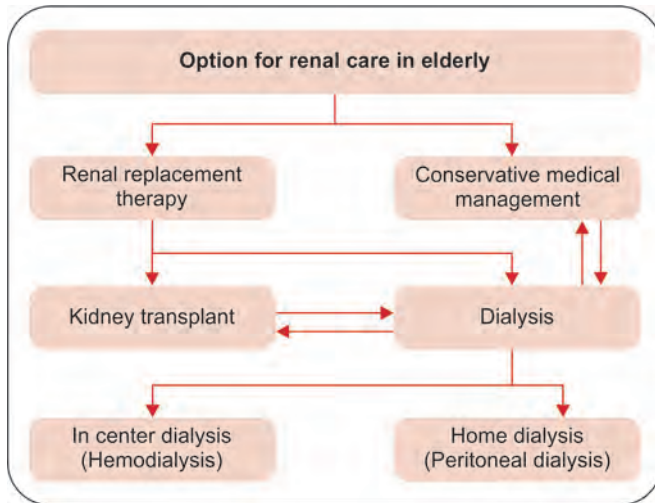 Option for renal care in elderly
Renal replacement
therapy
Conservative medical
management
Kidney transplant
Dialysis
In center dialysis
(Hemodialysis)
Home dialysis
(Peritoneal dialysis)